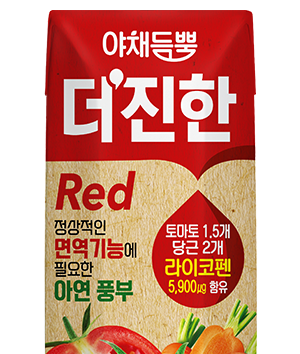 야채듬뿍
더'진한
Red
정상적인
면역기능에
필요한
아연 풍부
토마토 1.5개
당근 2개
라이코펜
5,900㎍ 함유